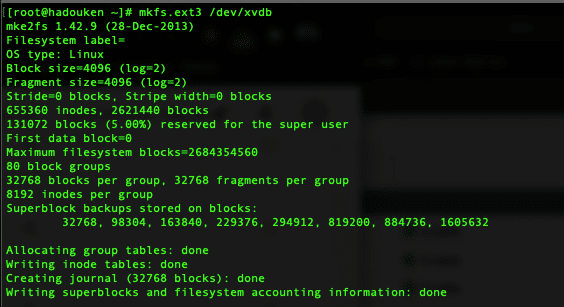 [root@hadouken ~]# mkfs.ext3 /dev/xvdb
mke2fs 1.42.9 (28-Dec-2013)
Filesystem label=
OS type: Linux
Block size=4096 (log=2)
Fragment size=4096 (log=2)
Stride=0 blocks, Stripe width=0 blocks
655360 inodes, 2621440 blocks
131072 blocks (5.00%) reserved for the super user
First data block=0
Maximum filesystem blocks=2684354560
80 block groups
32768 blocks per group, 32768 fragments per group
8192 inodes per group
Superblock backups stored on blocks:
32768, 98304, 163840, 229376, 294912, 819200, 884736, 1605632
Allocating group tables: done
Writing inode tables: done
Creating journal (32768 blocks): done
Writing superblocks and filesystem accounting information: done